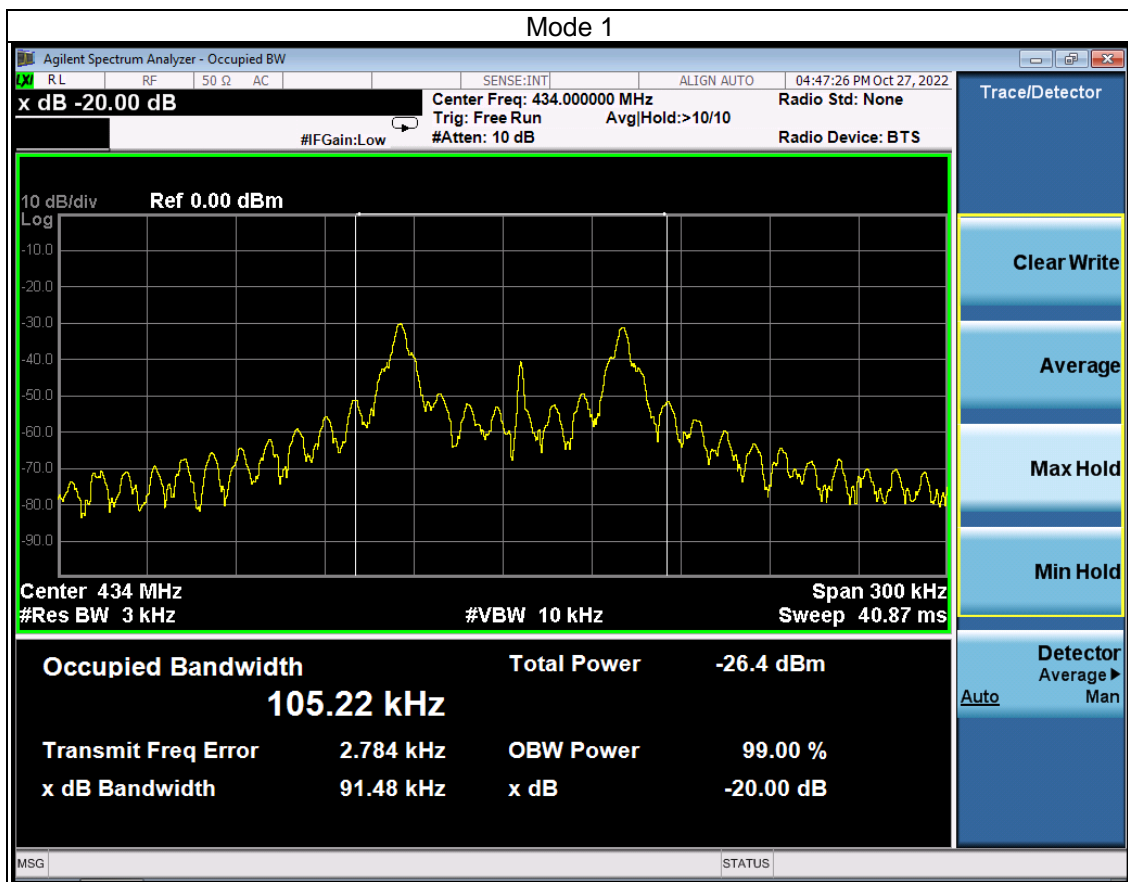 Mode 1
Agilent Spectrum Analyzer - Occupied BW
LXI RL RF 50 Ω AC SENSE:INT ALIGN AUTO 04:47:26 PM Oct 27, 2022
x dB -20.00 dB
Center Freq: 434.000000 MHz
Radio Std: None
Trig: Free Run Avg|Hold:>10/10
#IFGain:Low
#Atten: 10 dB
Radio Device: BTS
10 dB/div Ref 0.00 dBm
Log
-10.0
-20.0
-30.0
-40.0
-50.0
-60.0
-70.0
-80.0
-90.0
Center 434 MHz Span 300 kHz
#Res BW 3 kHz #VBW 10 kHz Sweep 40.87 ms
Occupied Bandwidth Total Power -26.4 dBm
105.22 kHz
Transmit Freq Error 2.784 kHz OBW Power 99.00 %
x dB Bandwidth 91.48 kHz x dB -20.00 dB
Trace/Detector
Clear Write
Average
Max Hold
Min Hold
Detector
Average▶
Auto Man
MSG STATUS